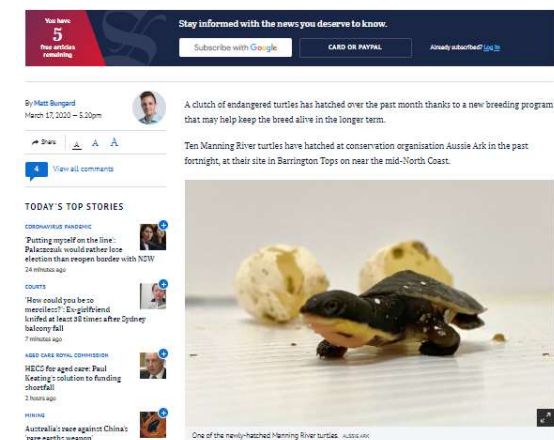 You have
5
free articles
remaining
Stay informed with the news you deserve to know.
Subscribe with Google
CARD OR PAYPAL
Already subscribed? Log In
By Matt Bungard
March 17, 2020 — 5.20pm
Share
A
A
A
4
View all comments
TODAY'S TOP STORIES
CORONAVIRUS PANDEMIC
'Putting myself on the line':
Palaszczuk would rather lose
election than reopen border with NSW
24 minutes ago
COURTS
'How could you be so
merciless?': Ex-girlfriend
knifed at least 38 times after Sydney
balcony fall
7 minutes ago
AGED CARE ROYAL COMMISSION
HECS for aged care: Paul
Keating's solution to funding
shortfall
2 hours ago
MINING
Australia's race against China's
'rare earths weapon'
A clutch of endangered turtles has hatched over the past month thanks to a new breeding program
that may help keep the breed alive in the longer term.
Ten Manning River turtles have hatched at conservation organisation Aussie Ark in the past
fortnight, at their site in Barrington Tops on near the mid-North Coast.
One of the newly-hatched Manning River turtles. AUSSIE ARK